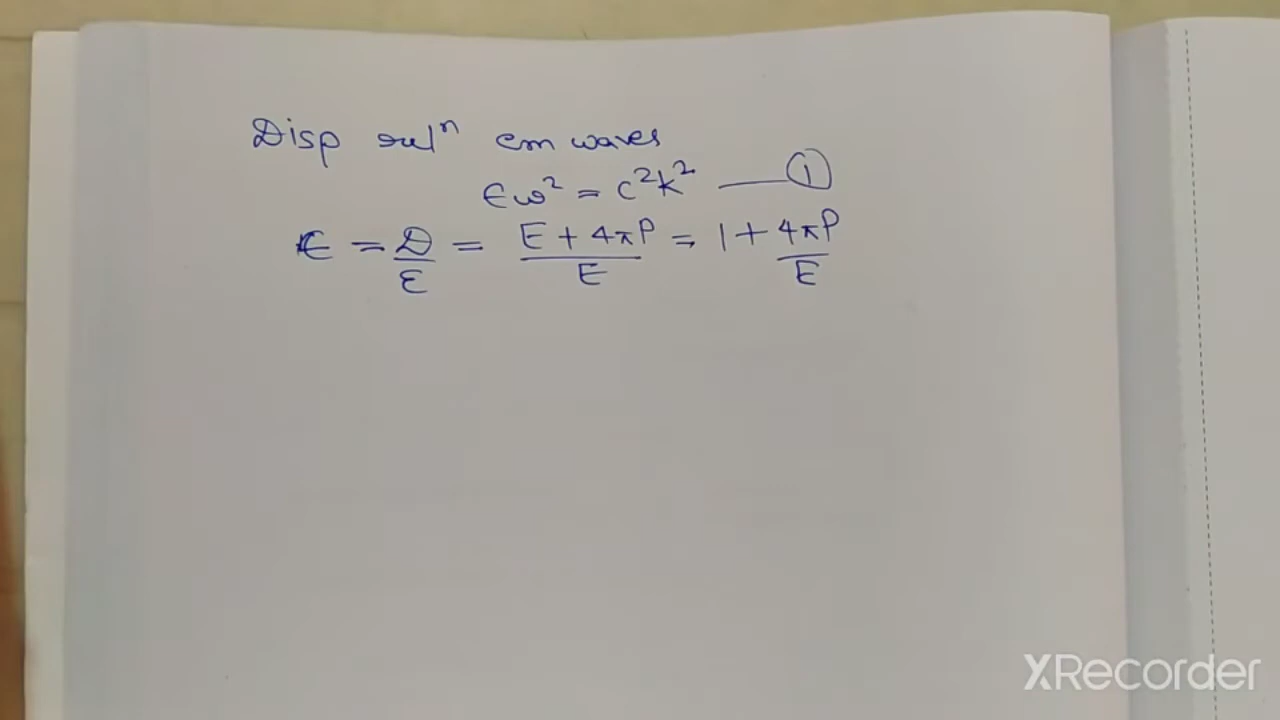 Disp relⁿ em waves
ϵω² = c²k² —— ①
ϵ = D/E = (E + 4πP)/E = 1 + 4πP/E
XRecorder